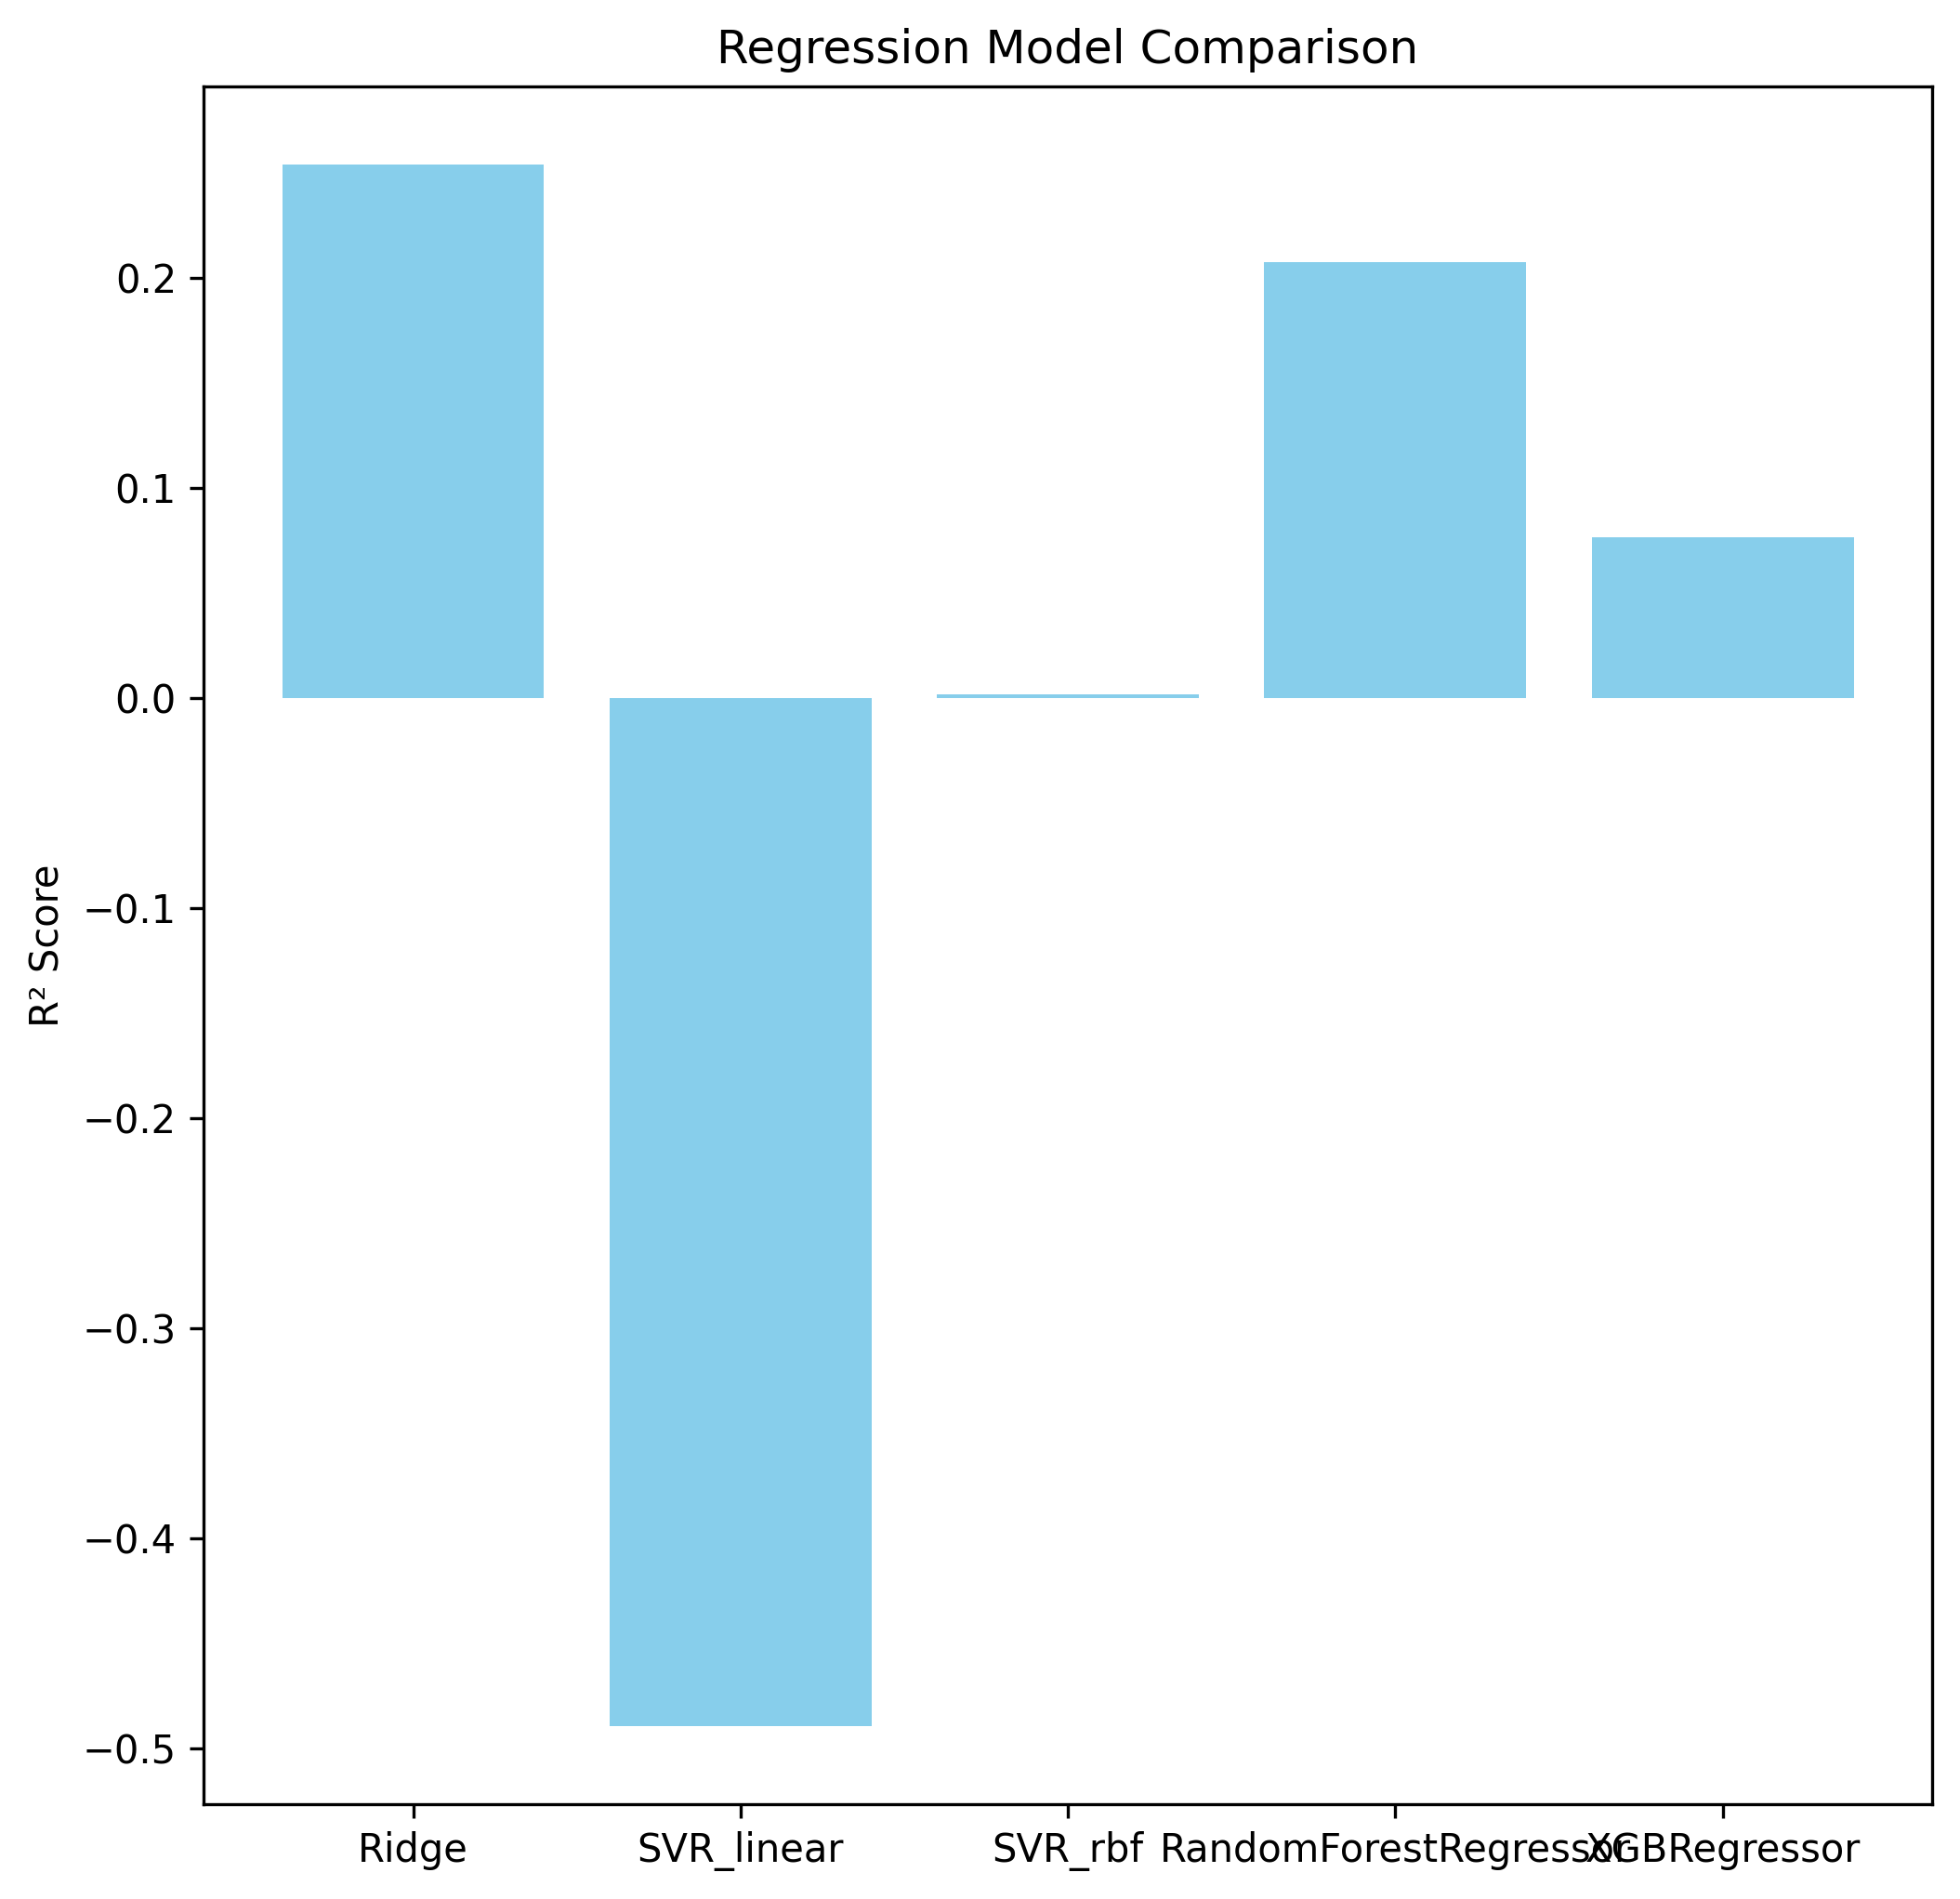 Regression Model Comparison
R² Score
0.2
0.1
0.0
−0.1
−0.2
−0.3
−0.4
−0.5
Ridge
SVR_linear
SVR_rbf
RandomForestRegressor
XGBRegressor